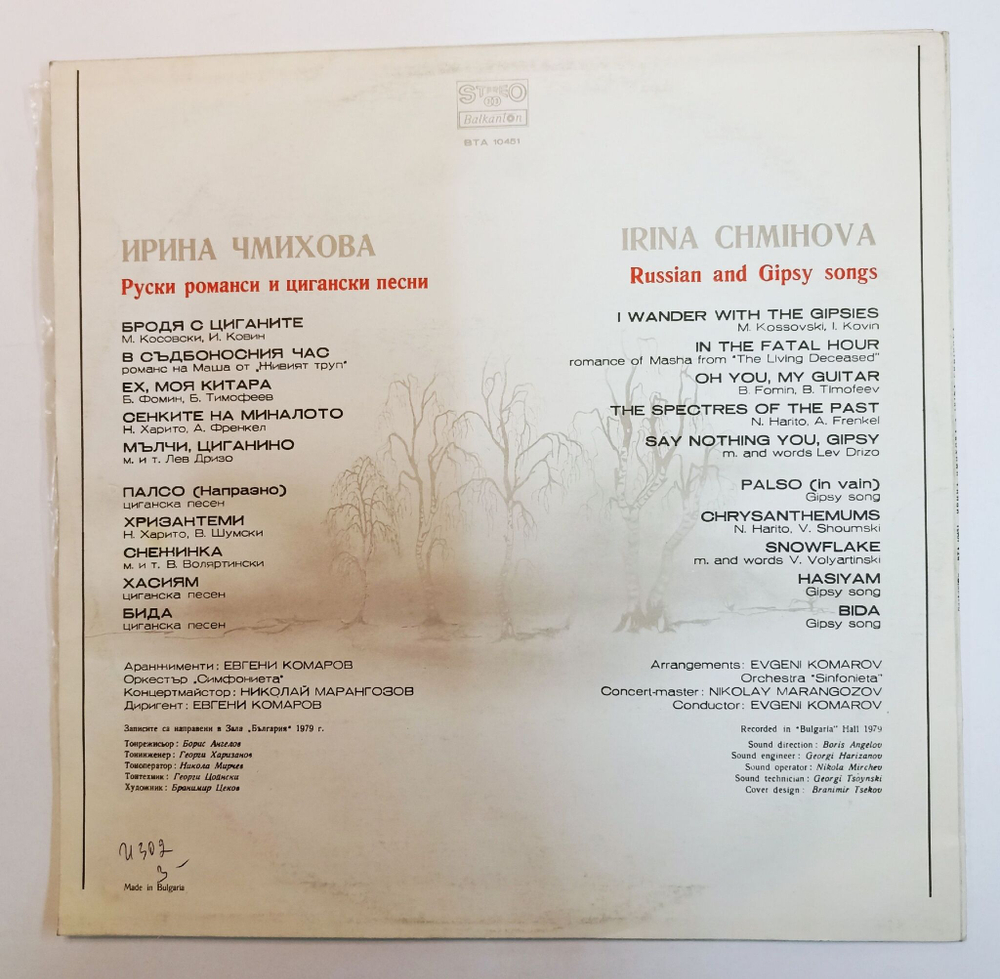 STEREO
Balkanton
BTA 10451
ИРИНА ЧМИХОВА
Руски романси и цигански песни
БРОДЯ С ЦИГАНИТЕ
М. Косовски, И. Ковин
В СЪДБОНОСНИЯ ЧАС
романс на Маша от „Живият труп"
ЕХ, МОЯ КИТАРА
Б. Фомин, Б. Тимофеев
СЕНКИТЕ НА МИНАЛОТО
Н. Харито, А. Френкел
МЪЛЧИ, ЦИГАНИНО
м. и т. Лев Дризо
ПАЛСО (Напразно)
циганска песен
ХРИЗАНТЕМИ
Н. Харито, В. Шумски
СНЕЖИНКА
м. и т. В. Воляртински
ХАСИЯМ
циганска песен
БИДА
циганска песен
Аранжименти: ЕВГЕНИ КОМАРОВ
Оркестър „Симфониета"
Концертмайстор: НИКОЛАЙ МАРАНГОЗОВ
Диригент: ЕВГЕНИ КОМАРОВ
Записите са направени в Зала „България" 1979 г.
Тонрежисьор: Борис Ангелов
Тонинженер: Георги Харизанов
Тоноператор: Никола Мирчев
Тонтехник: Георги Цойнски
Художник: Бранимир Цеков
IRINA CHMIHOVA
Russian and Gipsy songs
I WANDER WITH THE GIPSIES
M. Kossovski, I. Kovin
IN THE FATAL HOUR
romance of Masha from "The Living Deceased"
OH YOU, MY GUITAR
B. Fomin, B. Timofeev
THE SPECTRES OF THE PAST
N. Harito, A. Frenkel
SAY NOTHING YOU, GIPSY
m. and words Lev Drizo
PALSO (in vain)
Gipsy song
CHRYSANTHEMUMS
N. Harito, V. Shoumski
SNOWFLAKE
m. and words V. Volyartinski
HASIYAM
Gipsy song
BIDA
Gipsy song
Arrangements: EVGENI KOMAROV
Orchestra "Sinfonieta"
Concert-master: NIKOLAY MARANGOZOV
Conductor: EVGENI KOMAROV
Recorded in "Bulgaria" Hall 1979
Sound direction: Boris Angelov
Sound engineer: Georgi Harizanov
Sound operator: Nikola Mirchev
Sound technician: Georgi Tsoynski
Cover design: Branimir Tsekov
И 302
3
Made in Bulgaria